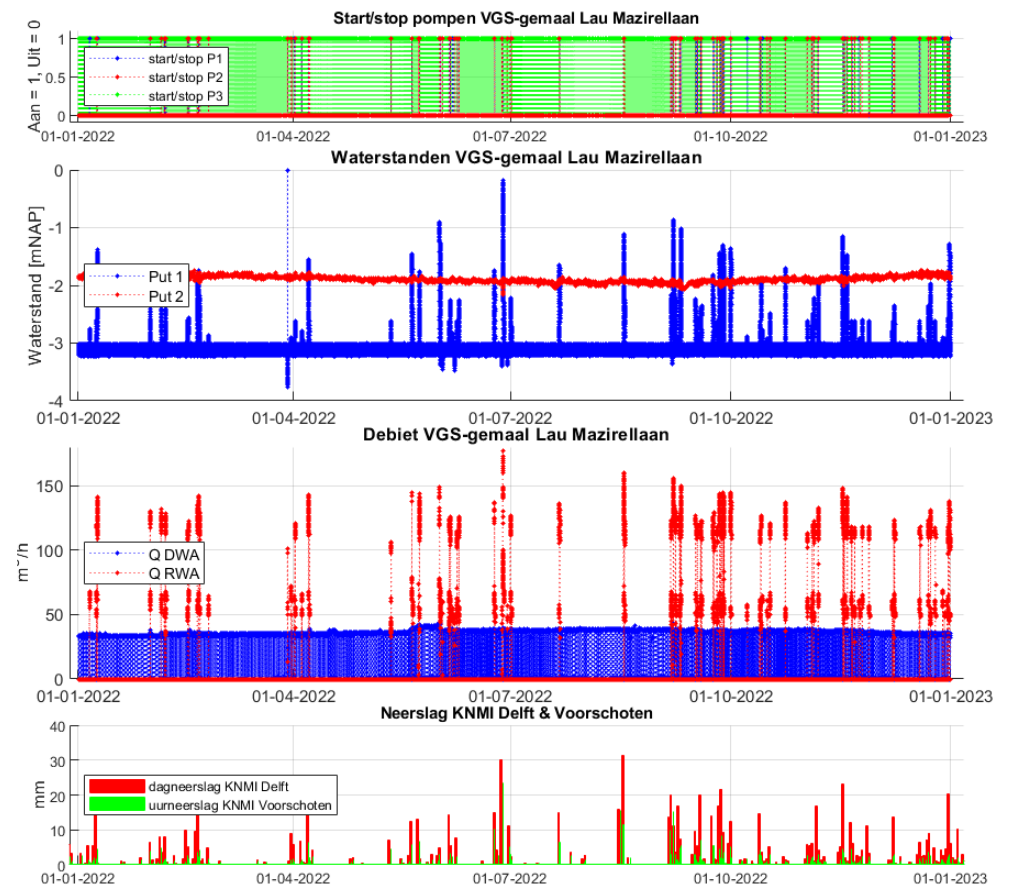 Start/stop pompen VGS-gemaal Lau Mazirellaan
Aan = 1, Uit = 0
1
0.5
0
start/stop P1
start/stop P2
start/stop P3
01-01-2022 01-04-2022 01-07-2022 01-10-2022 01-01-2023
Waterstanden VGS-gemaal Lau Mazirellaan
Waterstand [mNAP]
0
-1
-2
-3
-4
Put 1
Put 2
01-01-2022 01-04-2022 01-07-2022 01-10-2022 01-01-2023
Debiet VGS-gemaal Lau Mazirellaan
m³/h
150
100
50
0
Q DWA
Q RWA
01-01-2022 01-04-2022 01-07-2022 01-10-2022 01-01-2023
Neerslag KNMI Delft & Voorschoten
mm
40
30
20
10
0
dagneerslag KNMI Delft
uurneerslag KNMI Voorschoten
01-01-2022 01-04-2022 01-07-2022 01-10-2022 01-01-2023